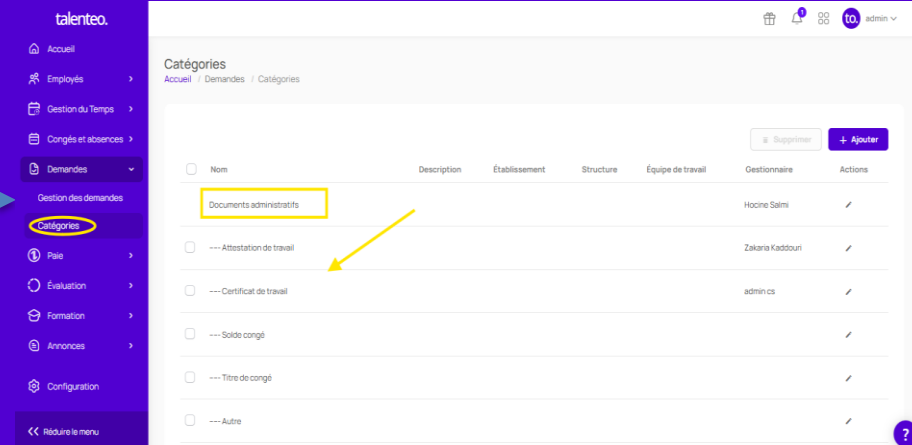 talenteo.
1
to.
admin
Accueil
Employés
Gestion du Temps
Congés et absences
Demandes
Gestion des demandes
Catégories
Paie
Évaluation
Formation
Annonces
Configuration
Réduire le menu
Catégories
Accueil / Demandes / Catégories
Supprimer
+ Ajouter
Nom Description Établissement Structure Équipe de travail Gestionnaire Actions
Documents administratifs Hocine Salmi
---- Attestation de travail Zakaria Kaddouri
---- Certificat de travail admin cs
---- Solde congé
---- Titre de congé
---- Autre
?